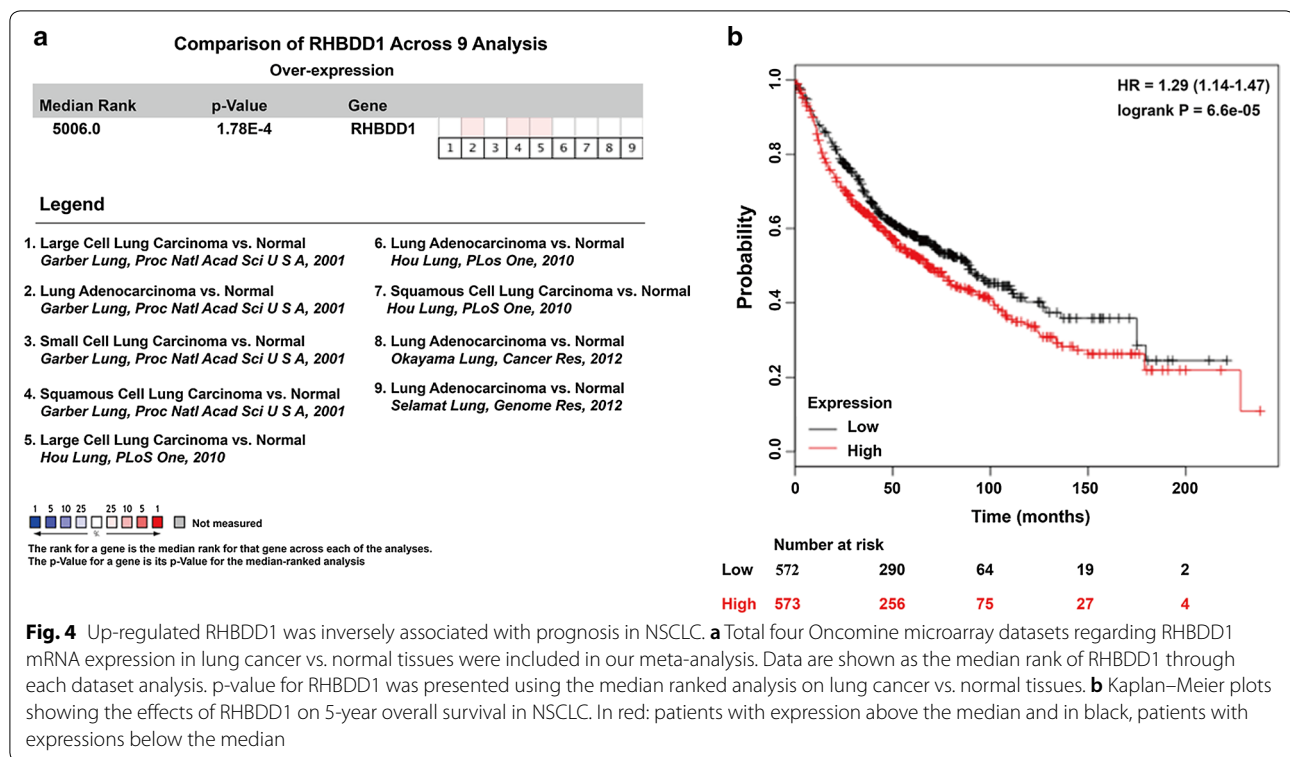 a
Comparison of RHBDD1 Across 9 Analysis
Over-expression
Median Rank p-Value Gene
5006.0 1.78E-4 RHBDD1
1 2 3 4 5 6 7 8 9
Legend
1. Large Cell Lung Carcinoma vs. Normal
Garber Lung, Proc Natl Acad Sci U S A, 2001
2. Lung Adenocarcinoma vs. Normal
Garber Lung, Proc Natl Acad Sci U S A, 2001
3. Small Cell Lung Carcinoma vs. Normal
Garber Lung, Proc Natl Acad Sci U S A, 2001
4. Squamous Cell Lung Carcinoma vs. Normal
Garber Lung, Proc Natl Acad Sci U S A, 2001
5. Large Cell Lung Carcinoma vs. Normal
Hou Lung, PLoS One, 2010
6. Lung Adenocarcinoma vs. Normal
Hou Lung, PLos One, 2010
7. Squamous Cell Lung Carcinoma vs. Normal
Hou Lung, PLoS One, 2010
8. Lung Adenocarcinoma vs. Normal
Okayama Lung, Cancer Res, 2012
9. Lung Adenocarcinoma vs. Normal
Selamat Lung, Genome Res, 2012
1 5 10 25 25 10 5 1
Not measured
%
The rank for a gene is the median rank for that gene across each of the analyses.
The p-Value for a gene is its p-Value for the median-ranked analysis
b
HR = 1.29 (1.14-1.47)
logrank P = 6.6e-05
Probability
1.0
0.8
0.6
0.4
0.2
0.0
Expression
Low
High
0 50 100 150 200
Time (months)
Number at risk
Low 572 290 64 19 2
High 573 256 75 27 4
Fig. 4 Up-regulated RHBDD1 was inversely associated with prognosis in NSCLC. a Total four Oncomine microarray datasets regarding RHBDD1
mRNA expression in lung cancer vs. normal tissues were included in our meta-analysis. Data are shown as the median rank of RHBDD1 through
each dataset analysis. p-value for RHBDD1 was presented using the median ranked analysis on lung cancer vs. normal tissues. b Kaplan–Meier plots
showing the effects of RHBDD1 on 5-year overall survival in NSCLC. In red: patients with expression above the median and in black, patients with
expressions below the median